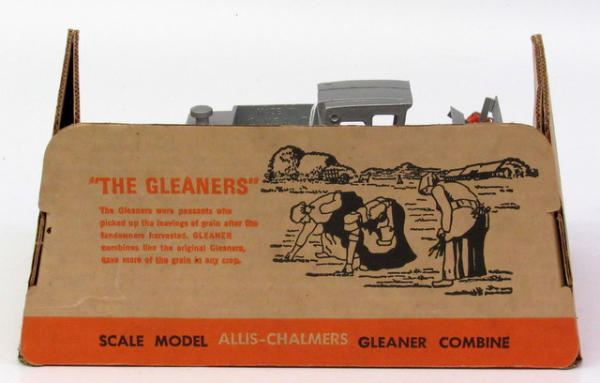 "THE GLEANERS"
The Gleaners were peasants who
picked up the leavings of grain after the
landowners harvested. GLEANER
combines like the original Gleaners,
save more of the grain in any crop.
SCALE MODEL ALLIS-CHALMERS GLEANER COMBINE